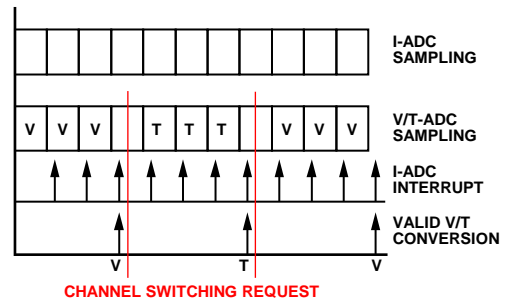 I-ADC
SAMPLING
V V V T T T V V V
V/T-ADC
SAMPLING
I-ADC
INTERRUPT
VALID V/T
CONVERSION
V T V
CHANNEL SWITCHING REQUEST